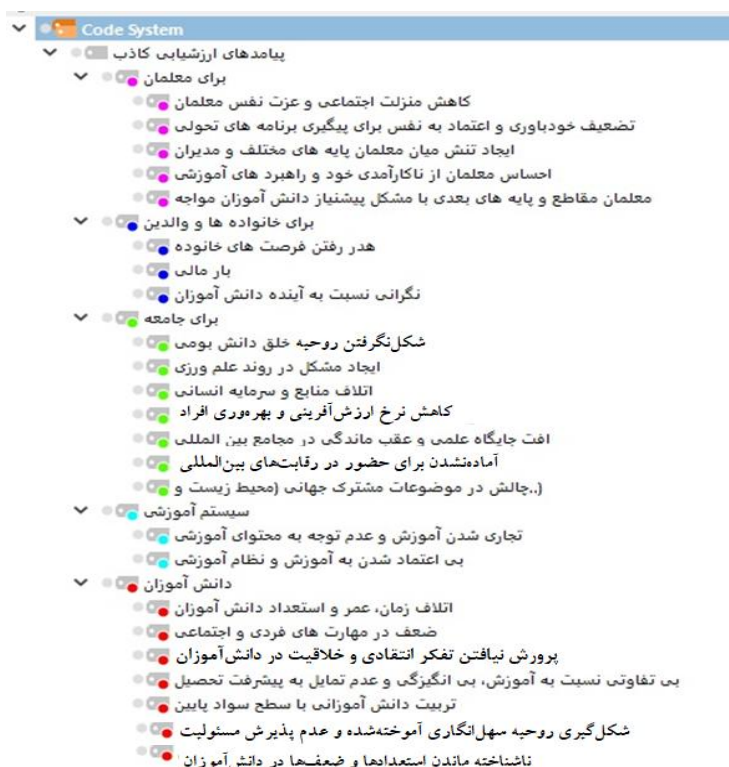 Code System
پیامدهای ارزشیابی کاذب
برای معلمان
کاهش منزلت اجتماعی و عزت نفس معلمان
تضعیف خودباوری و اعتماد به نفس برای پیگیری برنامه های تحولی
ایجاد تنش میان معلمان پایه های مختلف و مدیران
احساس معلمان از ناکارآمدی خود و راهبرد های آموزشی
معلمان مقاطع و پایه های بعدی با مشکل پیشنیاز دانش آموزان مواجه
برای خانواده ها و والدین
هدر رفتن فرصت های خانوده
بار مالی
نگرانی نسبت به آینده دانش آموزان
برای جامعه
شکل‌نگرفتن روحیه خلق دانش بومی
ایجاد مشکل در روند علم ورزی
اتلاف منابع و سرمایه انسانی
کاهش نرخ ارزش‌آفرینی و بهره‌وری افراد
افت جایگاه علمی و عقب ماندگی در مجامع بین المللی
آماده‌نشدن برای حضور در رقابت‌های بین‌المللی
(..چالش در موضوعات مشترک جهانی (محیط زیست و
سیستم آموزشی
تجاری شدن آموزش و عدم توجه به محتوای آموزشی
بی اعتماد شدن به آموزش و نظام آموزشی
دانش آموزان
اتلاف زمان، عمر و استعداد دانش آموزان
ضعف در مهارت های فردی و اجتماعی
پرورش نیافتن تفکر انتقادی و خلاقیت در دانش‌آموزان
بی تفاوتی نسبت به آموزش، بی انگیزگی و عدم تمایل به پیشرفت تحصیل
تربیت دانش آموزانی با سطح سواد پایین
شکل‌گیری روحیه سهل‌انگاری آموخته‌شده و عدم پذیرش مسئولیت
ناشناخته ماندن استعدادها و ضعف‌ها در دانش‌آموزان